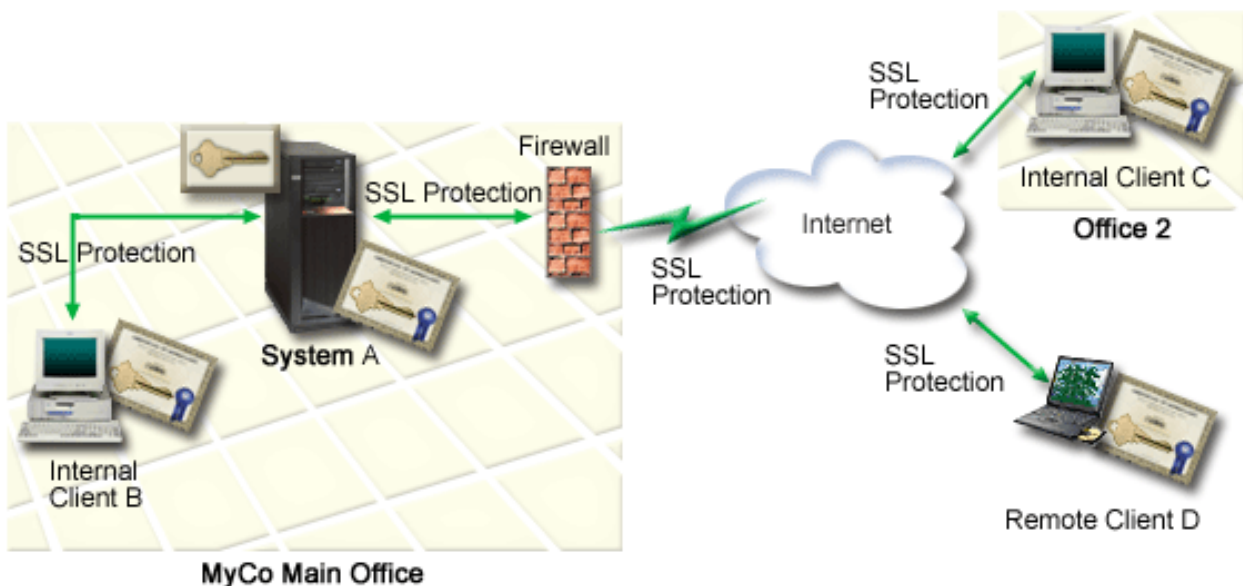 Firewall
SSL Protection
SSL Protection
System A
Internal
Client B
MyCo Main Office
SSL
Protection
Internet
SSL
Protection
Internal Client C
Office 2
SSL
Protection
Remote Client D